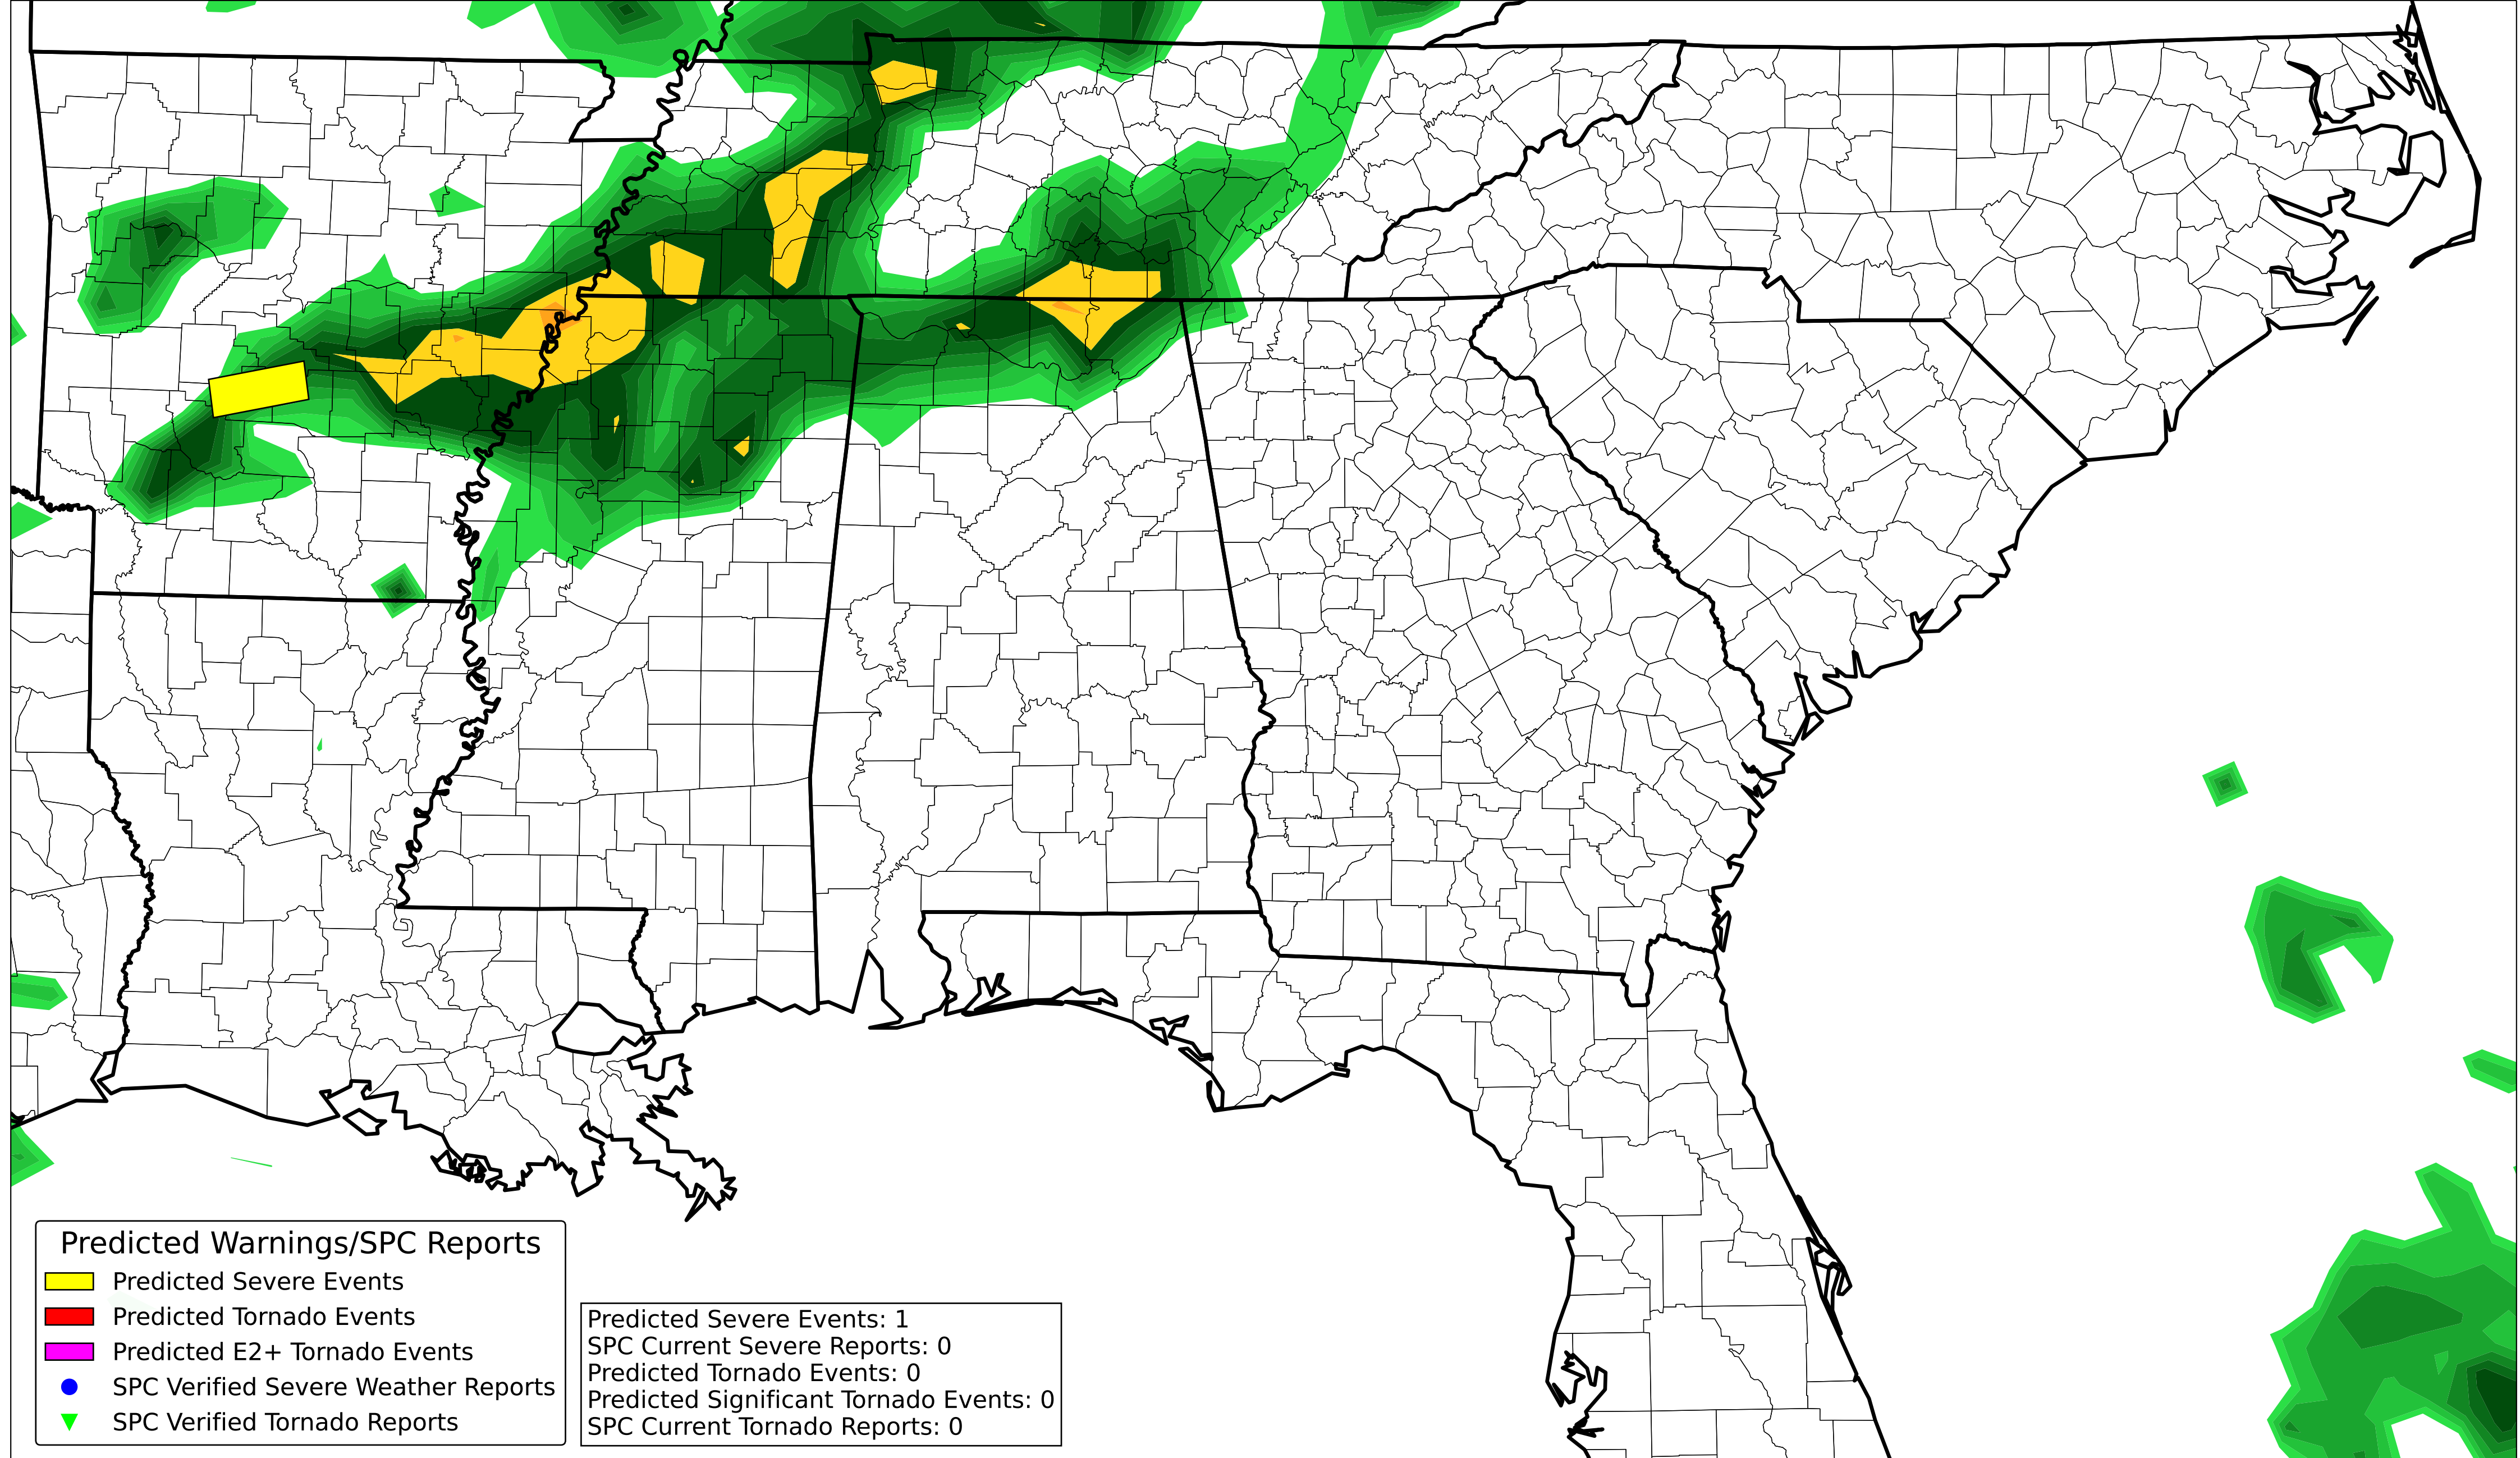 Predicted Warnings/SPC Reports
Predicted Severe Events
Predicted Tornado Events
Predicted E2+ Tornado Events
SPC Verified Severe Weather Reports
SPC Verified Tornado Reports
Predicted Severe Events: 1
SPC Current Severe Reports: 0
Predicted Tornado Events: 0
Predicted Significant Tornado Events: 0
SPC Current Tornado Reports: 0